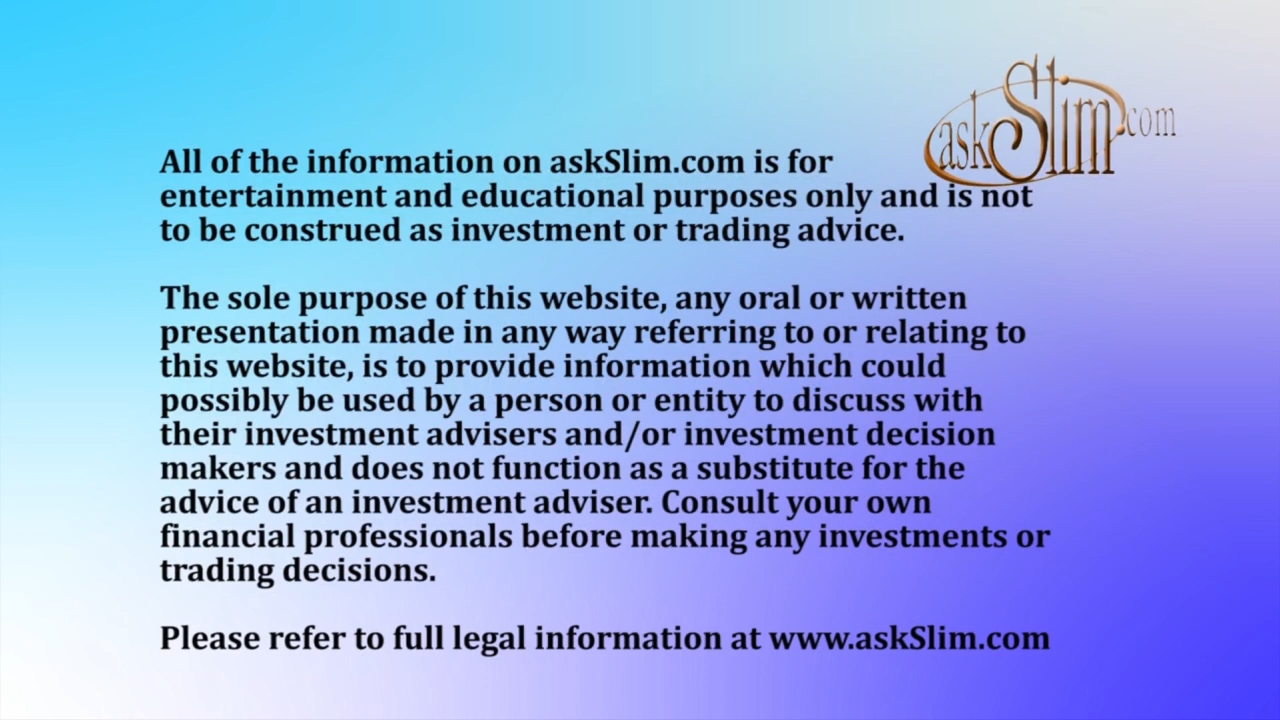 askSlim.com
All of the information on askSlim.com is for
entertainment and educational purposes only and is not
to be construed as investment or trading advice.
The sole purpose of this website, any oral or written
presentation made in any way referring to or relating to
this website, is to provide information which could
possibly be used by a person or entity to discuss with
their investment advisers and/or investment decision
makers and does not function as a substitute for the
advice of an investment adviser. Consult your own
financial professionals before making any investments or
trading decisions.
Please refer to full legal information at www.askSlim.com